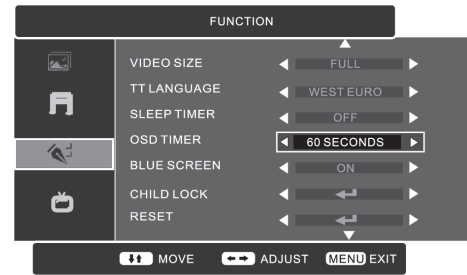 FUNCTION
VIDEO SIZE FULL
TT LANGUAGE WEST EURO
SLEEP TIMER OFF
OSD TIMER 60 SECONDS
BLUE SCREEN ON
CHILD LOCK
RESET
MOVE ADJUST MENU EXIT